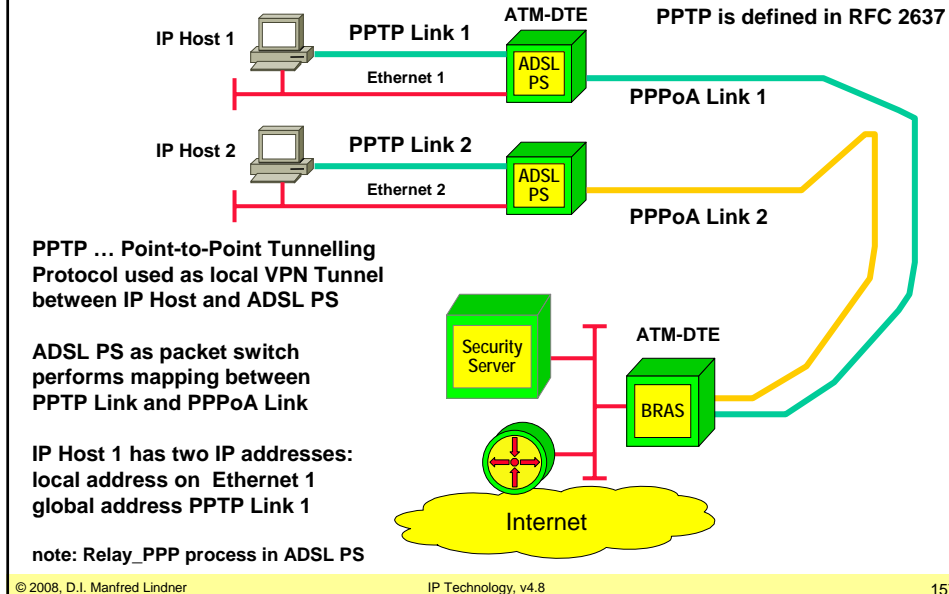 ATM-DTE
PPTP is defined in RFC 2637
IP Host 1
PPTP Link 1
ADSL
PS
Ethernet 1
PPPoA Link 1
IP Host 2
PPTP Link 2
ADSL
PS
Ethernet 2
PPPoA Link 2
PPTP … Point-to-Point Tunnelling
Protocol used as local VPN Tunnel
between IP Host and ADSL PS
ADSL PS as packet switch
performs mapping between
PPTP Link and PPPoA Link
IP Host 1 has two IP addresses:
local address on Ethernet 1
global address PPTP Link 1
note: Relay_PPP process in ADSL PS
Security
Server
ATM-DTE
BRAS
Internet
© 2008, D.I. Manfred Lindner
IP Technology, v4.8